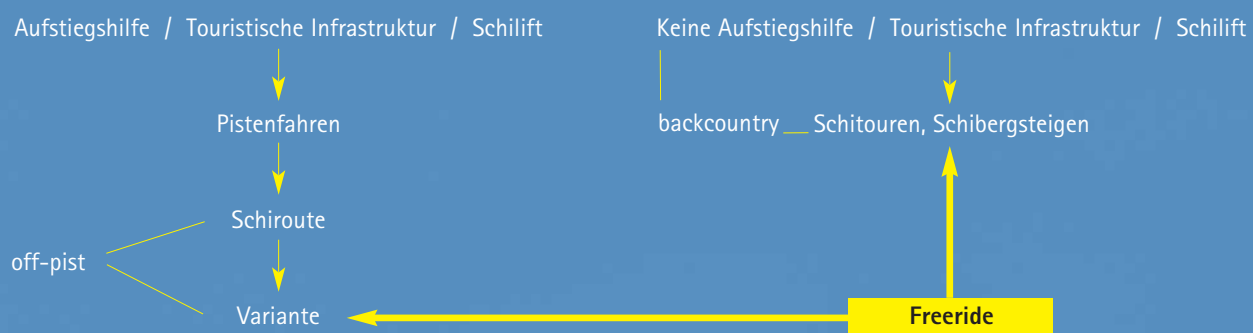 Aufstiegshilfe / Touristische Infrastruktur / Schilift
Keine Aufstiegshilfe / Touristische Infrastruktur / Schilift
Pistenfahren
backcountry
Schitouren, Schibergsteigen
Schiroute
off-pist
Variante
Freeride